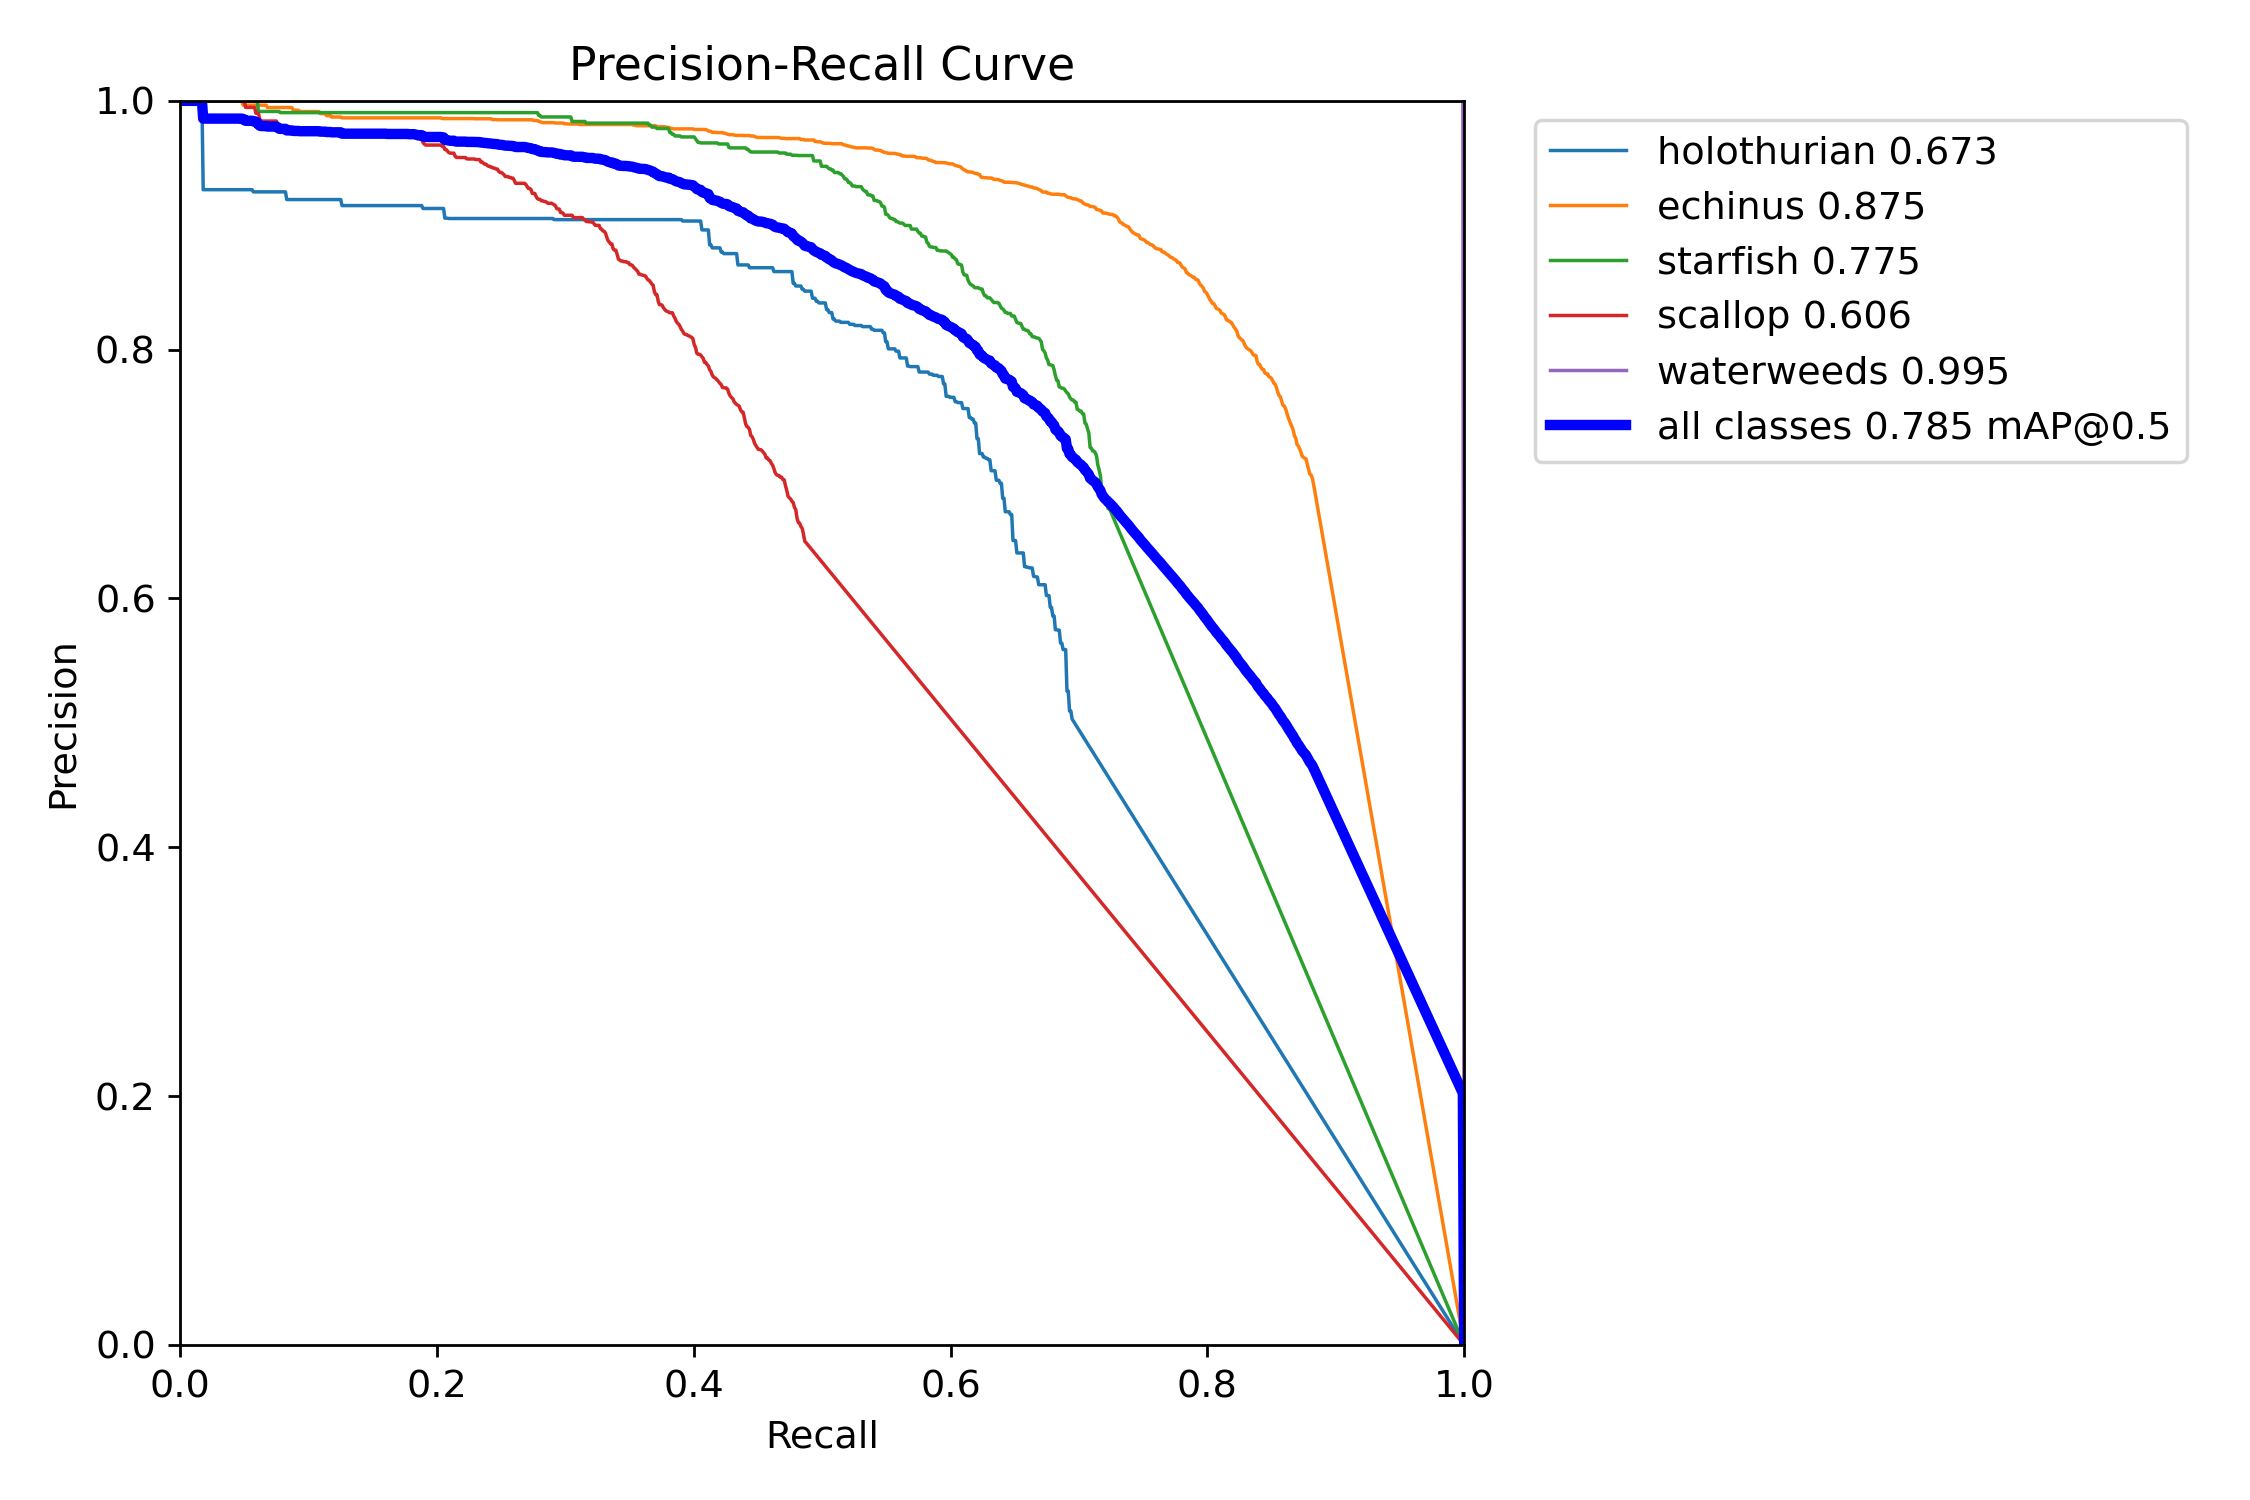 Precision-Recall Curve
1.0
0.8
0.6
0.4
0.2
0.0
Precision
0.0 0.2 0.4 0.6 0.8 1.0
Recall
holothurian 0.673
echinus 0.875
starfish 0.775
scallop 0.606
waterweeds 0.995
all classes 0.785 mAP@0.5